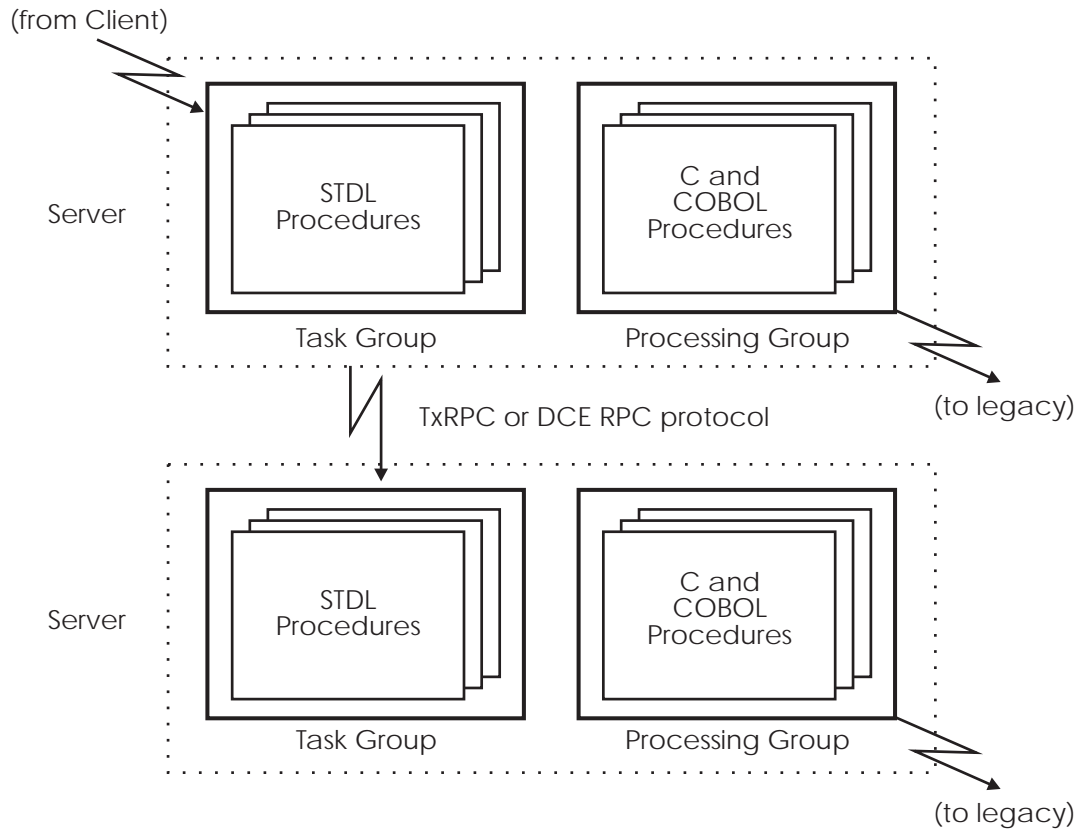 (from Client)
STDL
Procedures
C and
COBOL
Procedures
Server
Task Group
Processing Group
(to legacy)
TxRPC or DCE RPC protocol
STDL
Procedures
C and
COBOL
Procedures
Server
Task Group
Processing Group
(to legacy)